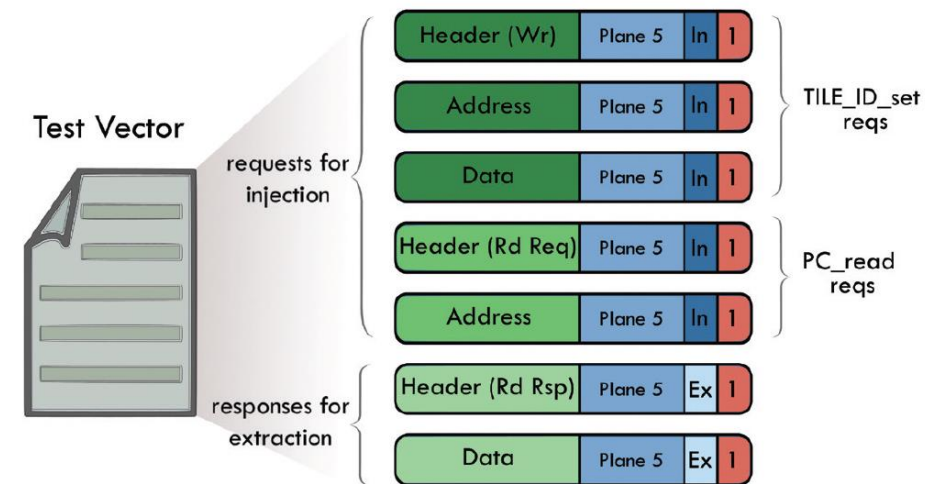 Test Vector
requests for
injection
responses for
extraction
Header (Wr) Plane 5 In 1
Address Plane 5 In 1
Data Plane 5 In 1
Header (Rd Req) Plane 5 In 1
Address Plane 5 In 1
Header (Rd Rsp) Plane 5 Ex 1
Data Plane 5 Ex 1
TILE_ID_set
reqs
PC_read
reqs